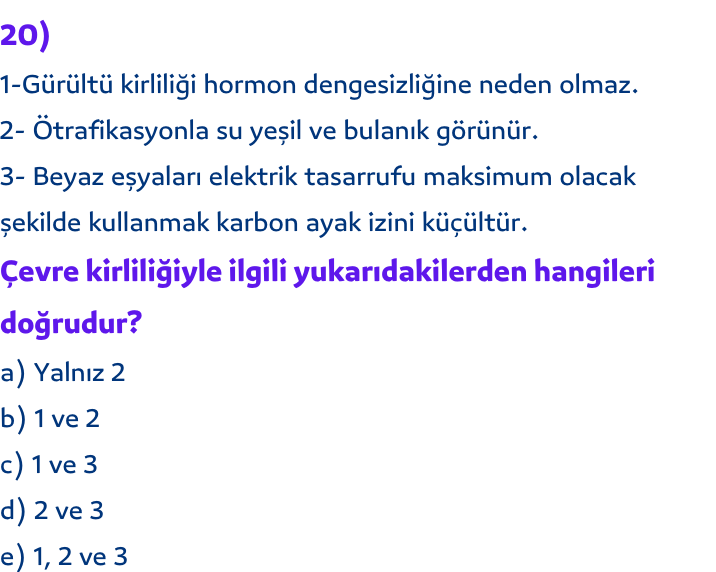 20)
1-Gürültü kirliliği hormon dengesizliğine neden olmaz.
2- Ötrafikasyonla su yeşil ve bulanık görünür.
3- Beyaz eşyaları elektrik tasarrufu maksimum olacak
şekilde kullanmak karbon ayak izini küçültür.
Çevre kirliliğiyle ilgili yukarıdakilerden hangileri
doğrudur?
a) Yalnız 2
b) 1 ve 2
c) 1 ve 3
d) 2 ve 3
e) 1, 2 ve 3